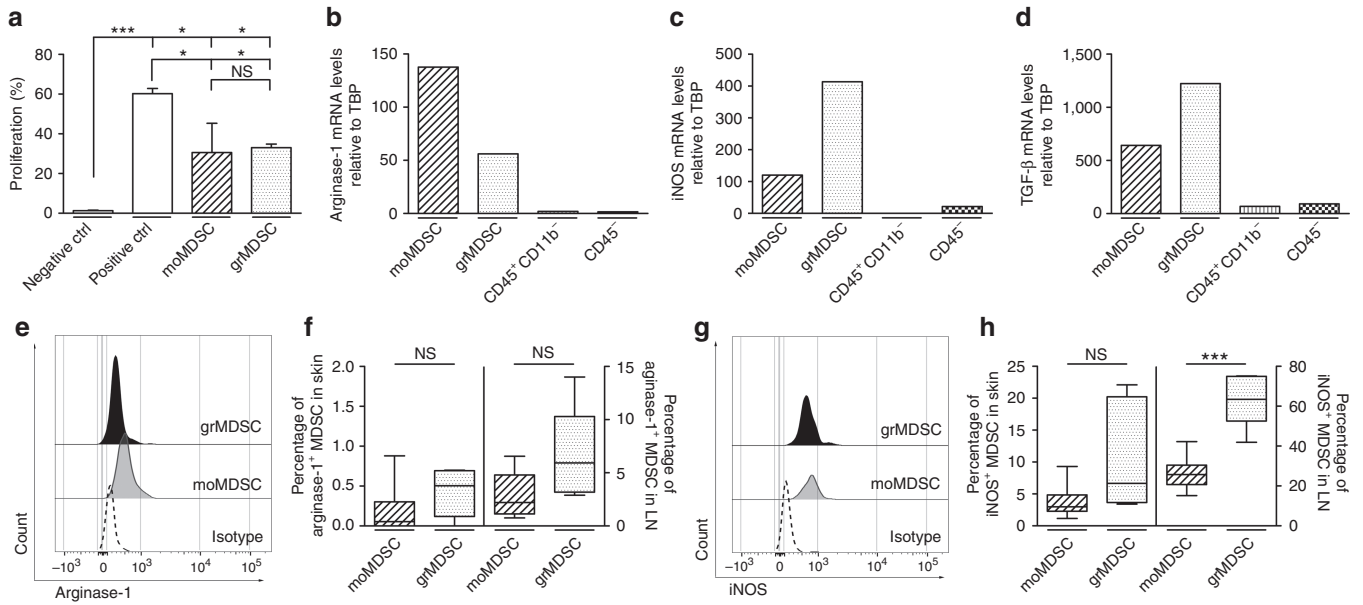 a
***
*
*
*
*
NS
Proliferation (%)
80
60
40
20
0
Negative ctrl
Positive ctrl
moMDSC
grMDSC
b
Arginase-1 mRNA levels
relative to TBP
150
100
50
0
moMDSC
grMDSC
CD45⁺ CD11b⁻
CD45⁻
c
iNOS mRNA levels
relative to TBP
500
400
300
200
100
0
moMDSC
grMDSC
CD45⁺ CD11b⁻
CD45⁻
d
TGF-β mRNA levels
relative to TBP
1,500
1,000
500
0
moMDSC
grMDSC
CD45⁺ CD11b⁻
CD45⁻
e
grMDSC
moMDSC
Isotype
Count
−10³ 0 10³ 10⁴ 10⁵
Arginase-1
f
NS
NS
Percentage of
arginase-1⁺ MDSC in skin
2.0
1.5
1.0
0.5
0.0
15
10
5
0
Percentage of
aginase-1⁺ MDSC in LN
moMDSC
grMDSC
moMDSC
grMDSC
g
grMDSC
moMDSC
Isotype
Count
−10³ 0 10³ 10⁴ 10⁵
iNOS
h
NS
***
Percentage of
iNOS⁺ MDSC in skin
25
20
15
10
5
0
80
60
40
20
0
Percentage of
iNOS⁺ MDSC in LN
moMDSC
grMDSC
moMDSC
grMDSC